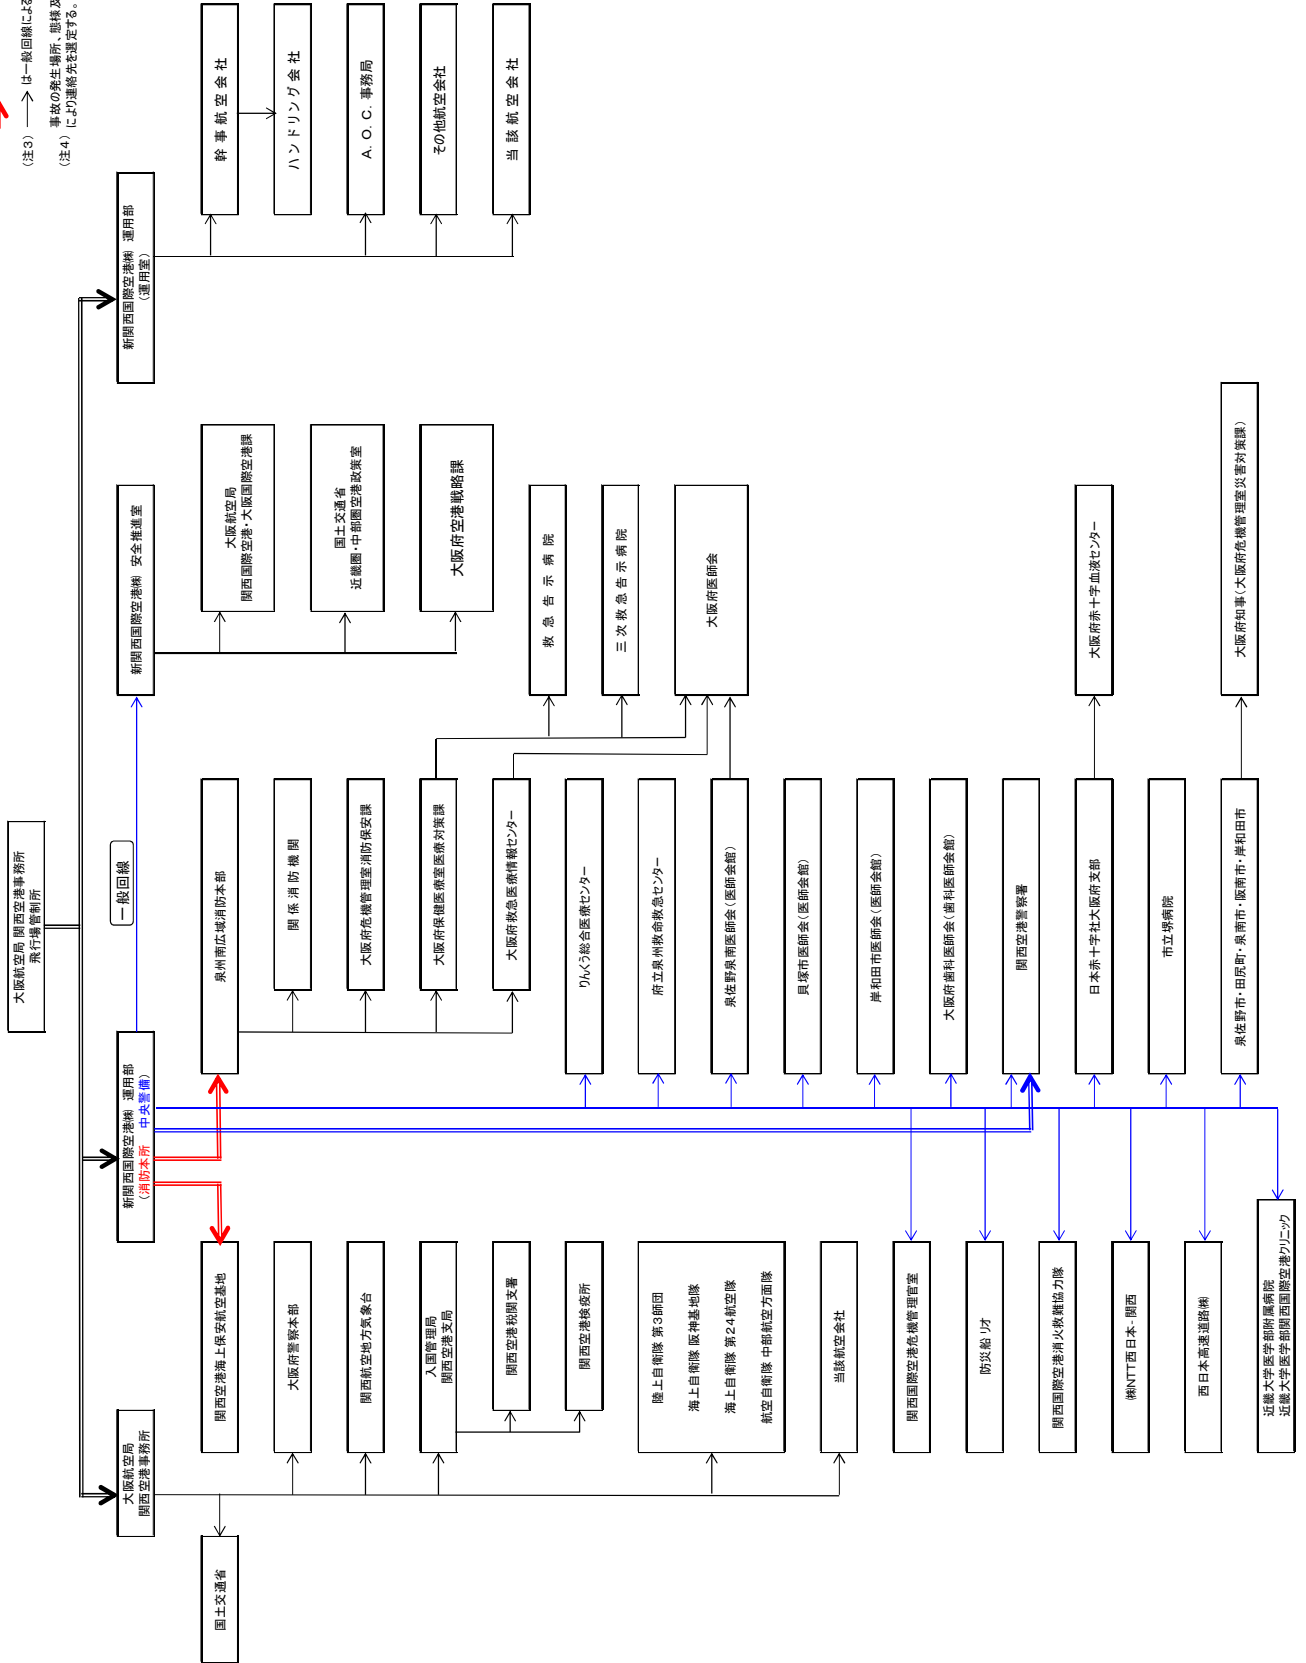 (注3) ―→ は一般回線による
事故の発生場所、態様及
(注4) により連絡先を選定する。
大阪航空局 関西空港事務所
飛行場管制所
一般回線
大阪航空局
関西空港事務所
新関西国際空港㈱ 運用部
(消防本所 中央警備)
新関西国際空港㈱ 安全推進室
新関西国際空港㈱ 運用部
(運用室)
国土交通省
関西空港海上保安航空基地
大阪府警察本部
関西航空地方気象台
入国管理局
関西空港支局
関西空港税関支署
関西空港検疫所
陸上自衛隊 第3師団
海上自衛隊 阪神基地隊
海上自衛隊 第24航空隊
航空自衛隊 中部航空方面隊
当該航空会社
関西国際空港危機管理官室
防災船リオ
関西国際空港消火救難協力隊
㈱NTT西日本-関西
西日本高速道路㈱
近畿大学医学部附属病院
近畿大学医学部関西国際空港クリニック
泉州南広域消防本部
関係消防機関
大阪府危機管理室消防保安課
大阪府保健医療室医療対策課
大阪府救急医療情報センター
りんくう総合医療センター
府立泉州救命救急センター
泉佐野泉南医師会(医師会館)
貝塚市医師会(医師会館)
岸和田市医師会(医師会館)
大阪府歯科医師会(歯科医師会館)
関西空港警察署
日本赤十字社大阪府支部
市立堺病院
泉佐野市・田尻町・泉南市・阪南市・岸和田市
大阪航空局
関西国際空港・大阪国際空港課
国土交通省
近畿圏・中部圏空港政策室
大阪府空港戦略課
救急告示病院
三次救急告示病院
大阪府医師会
大阪府赤十字血液センター
大阪府知事(大阪府危機管理室災害対策課)
幹事航空会社
ハンドリング会社
A.O.C.事務局
その他航空会社
当該航空会社